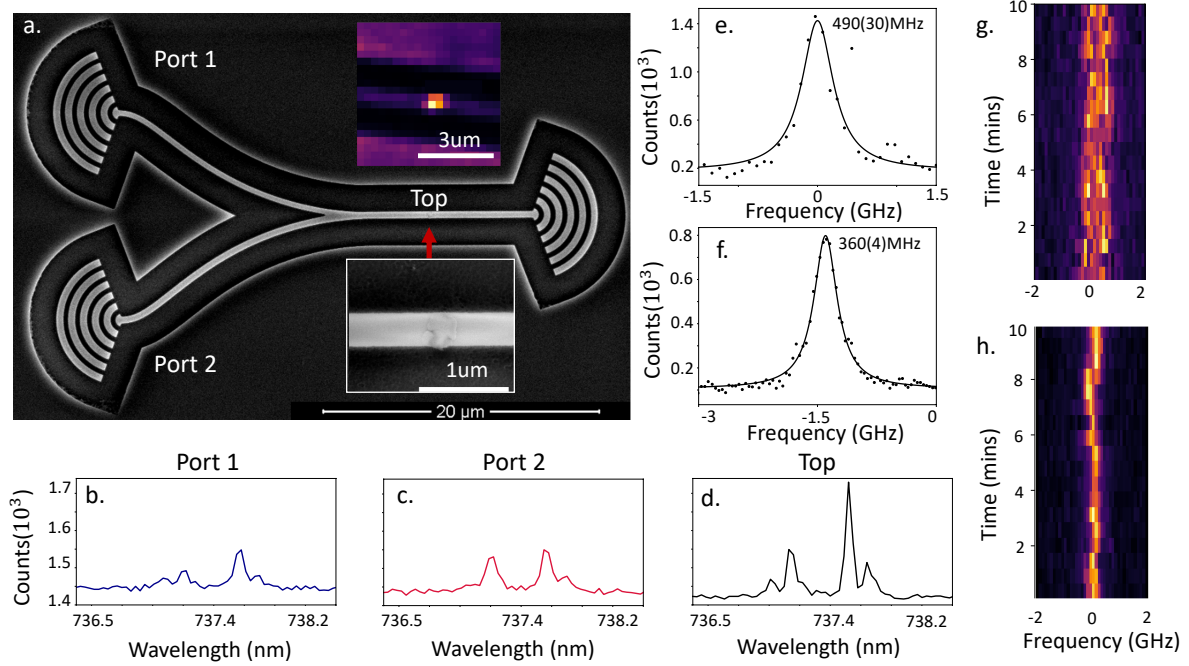 a.
Port 1
3um
Top
Port 2
1um
20 µm
e.
490(30)MHz
Counts(10³)
1.4
1.0
0.6
0.2
-1.5
0
1.5
Frequency (GHz)
f.
360(4)MHz
Counts(10³)
0.8
0.6
0.4
0.2
-3
-1.5
0
Frequency (GHz)
g.
Time (mins)
10
8
6
4
2
-2
0
2
h.
Time (mins)
10
8
6
4
2
-2
0
2
Frequency (GHz)
Port 1
b.
Counts(10³)
1.7
1.6
1.5
1.4
736.5
737.4
738.2
Wavelength (nm)
Port 2
c.
736.5
737.4
738.2
Wavelength (nm)
Top
d.
736.5
737.4
738.2
Wavelength (nm)